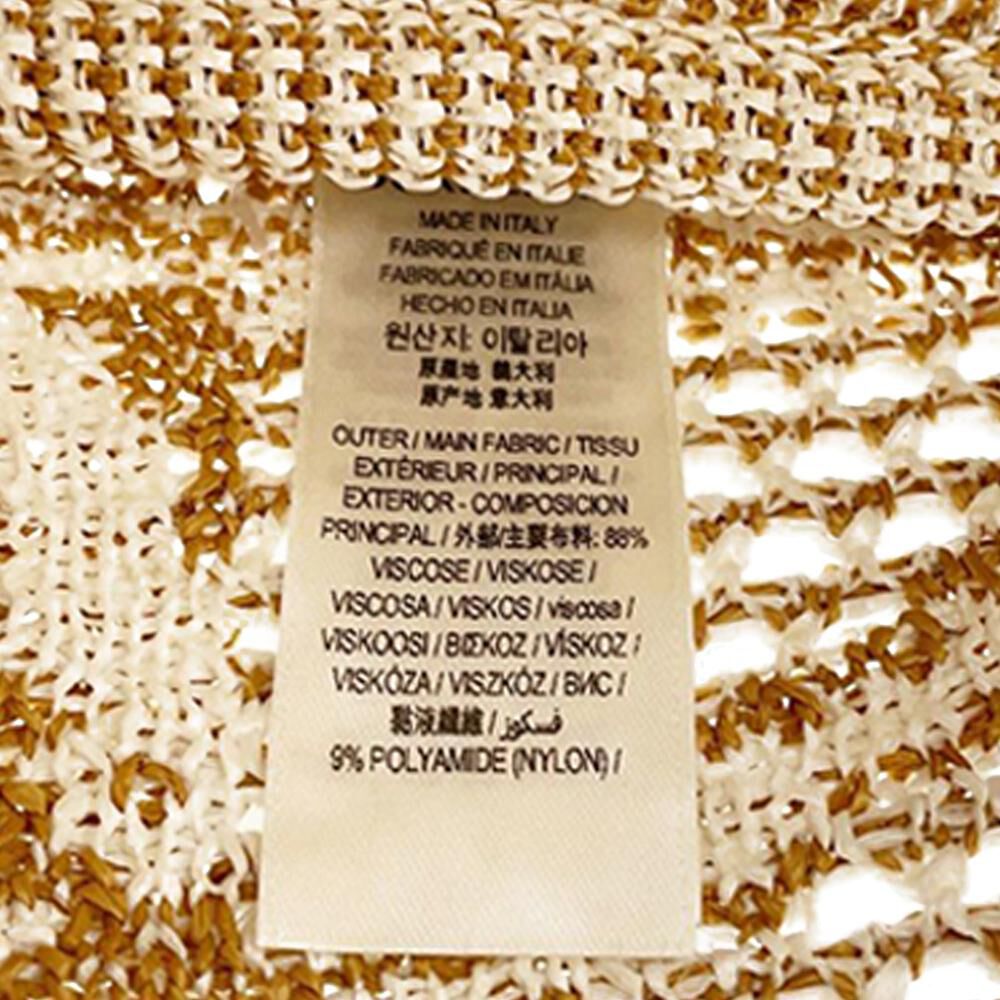 MADE IN ITALY
FABRIQUÉ EN ITALIE
FABRICADO EM ITÁLIA
HECHO EN ITALIA
원산지: 이탈리아
原產地 義大利
原产地 意大利
OUTER / MAIN FABRIC / TISSU
EXTÉRIEUR / PRINCIPAL /
EXTERIOR - COMPOSICION
PRINCIPAL / 外部/主要布料: 88%
VISCOSE / VISKOSE /
VISCOSA / VISKOS / viscosa /
VISKOOSI / ΒΙΣΚΟΖ / VÍSKOZ /
VISKÓZA / VISZKÓZ / ВИС /
黏液纖維 / فسكوز
9% POLYAMIDE (NYLON) /